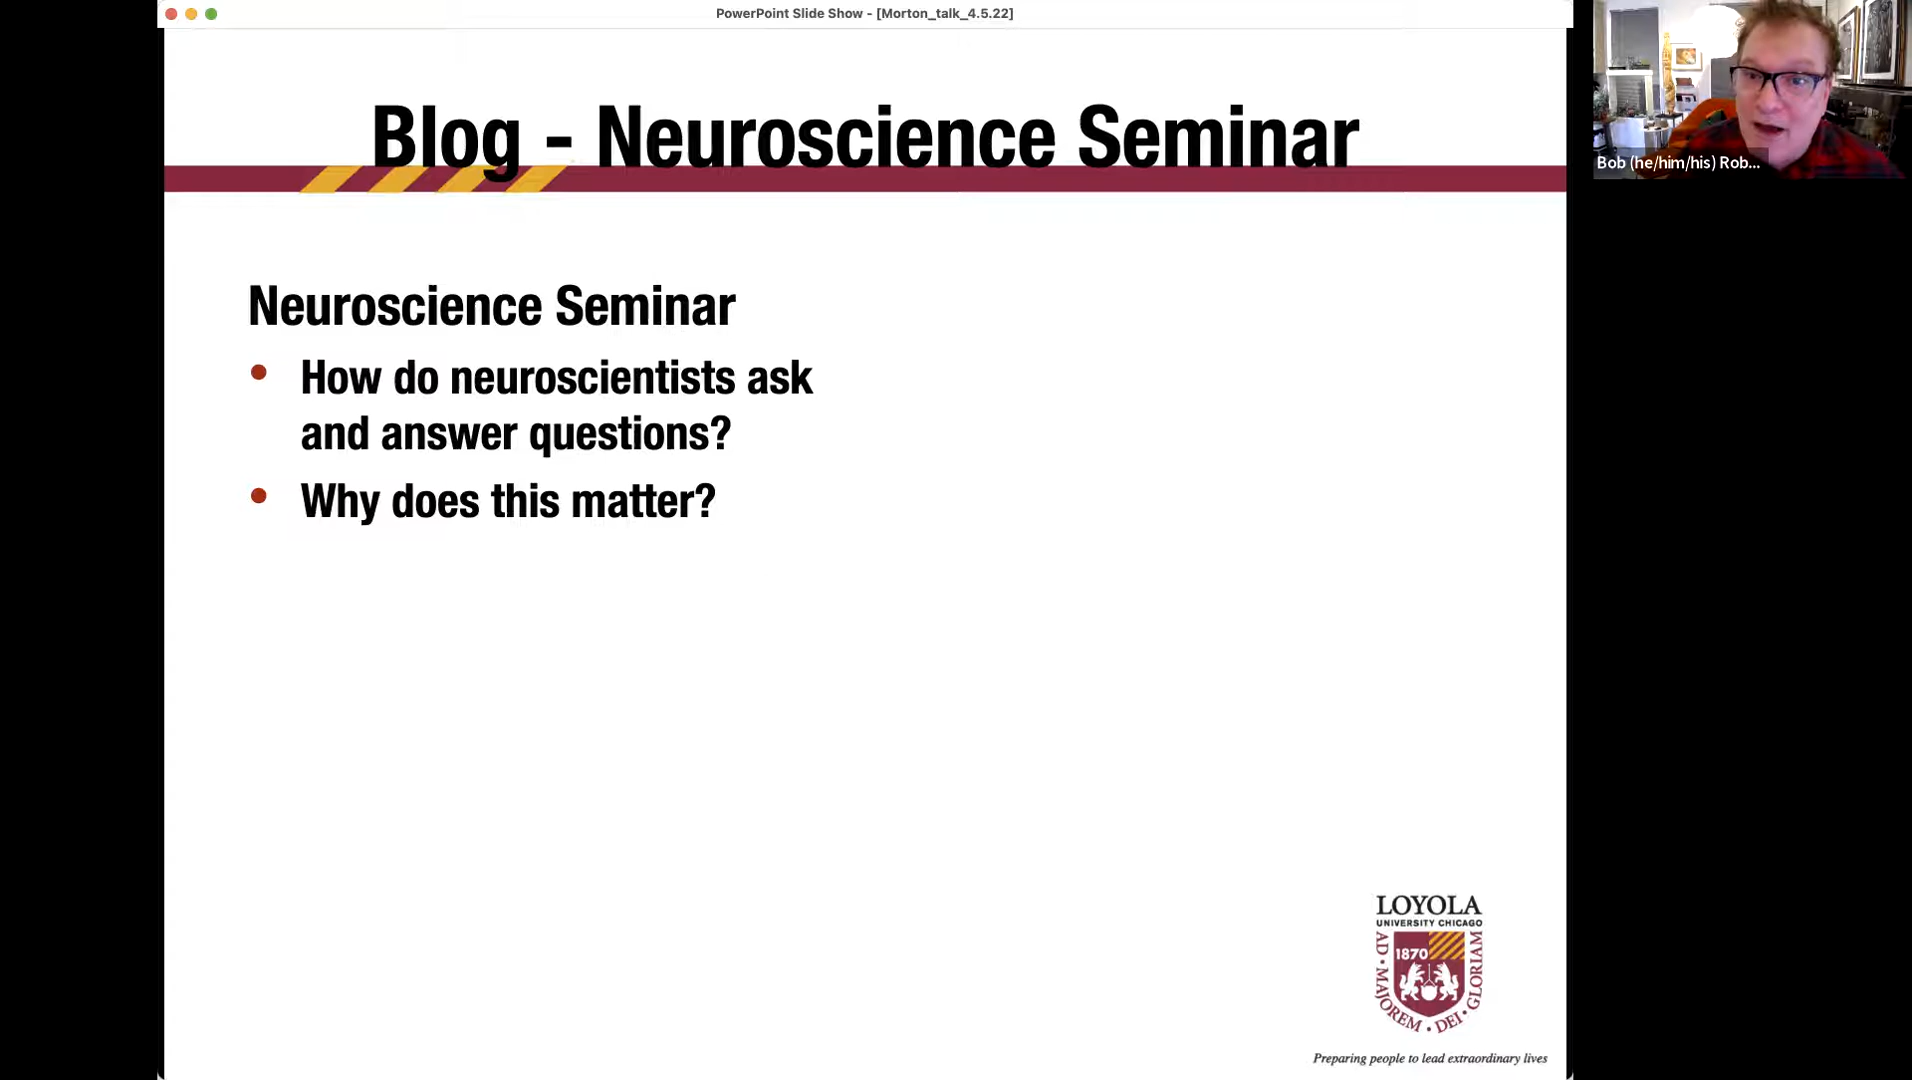 PowerPoint Slide Show - [Morton_talk_4.5.22]
Blog - Neuroscience Seminar
Bob (he/him/his) Rob...
Neuroscience Seminar
• How do neuroscientists ask
and answer questions?
• Why does this matter?
LOYOLA
UNIVERSITY CHICAGO
1870
AD • MAJOREM • DEI • GLORIAM
Preparing people to lead extraordinary lives